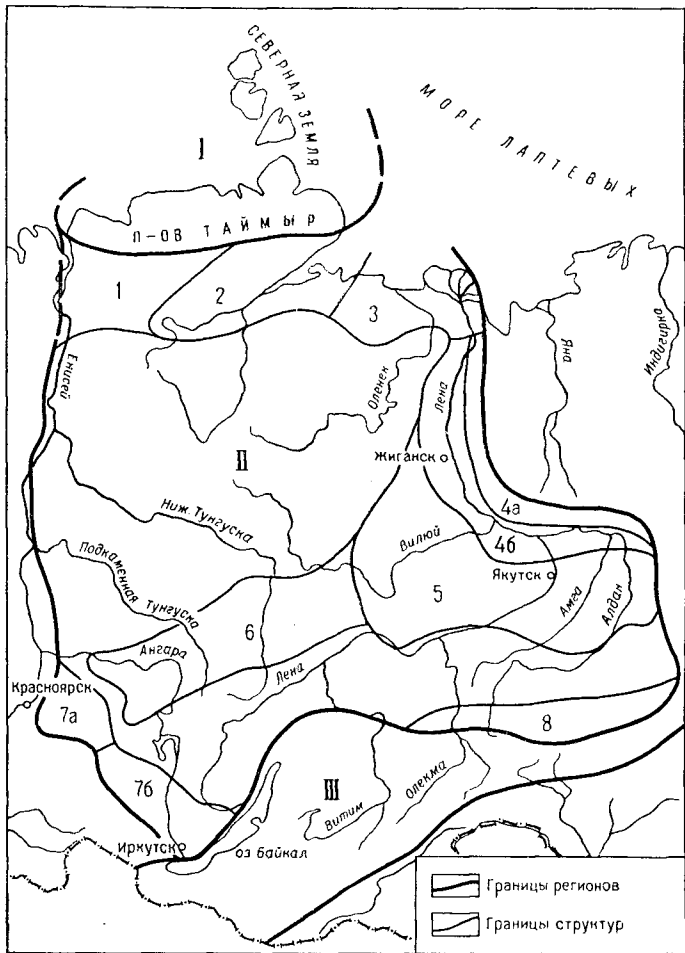 СЕВЕРНАЯ ЗЕМЛЯ
МОРЕ ЛАПТЕВЫХ
I
П-ОВ ТАЙМЫР
1
2
3
Енисей
Оленек
Лена
Яна
Индигирка
II
Жиганск
4а
Ниж. Тунгуска
Вилюй
4б
Якутск
Подкаменная
Тунгуска
5
Амга
Алдан
6
Ангара
Лена
Красноярск
7а
8
7б
III
Витим
Олекма
Иркутск
оз Байкал
Границы регионов
Границы структур